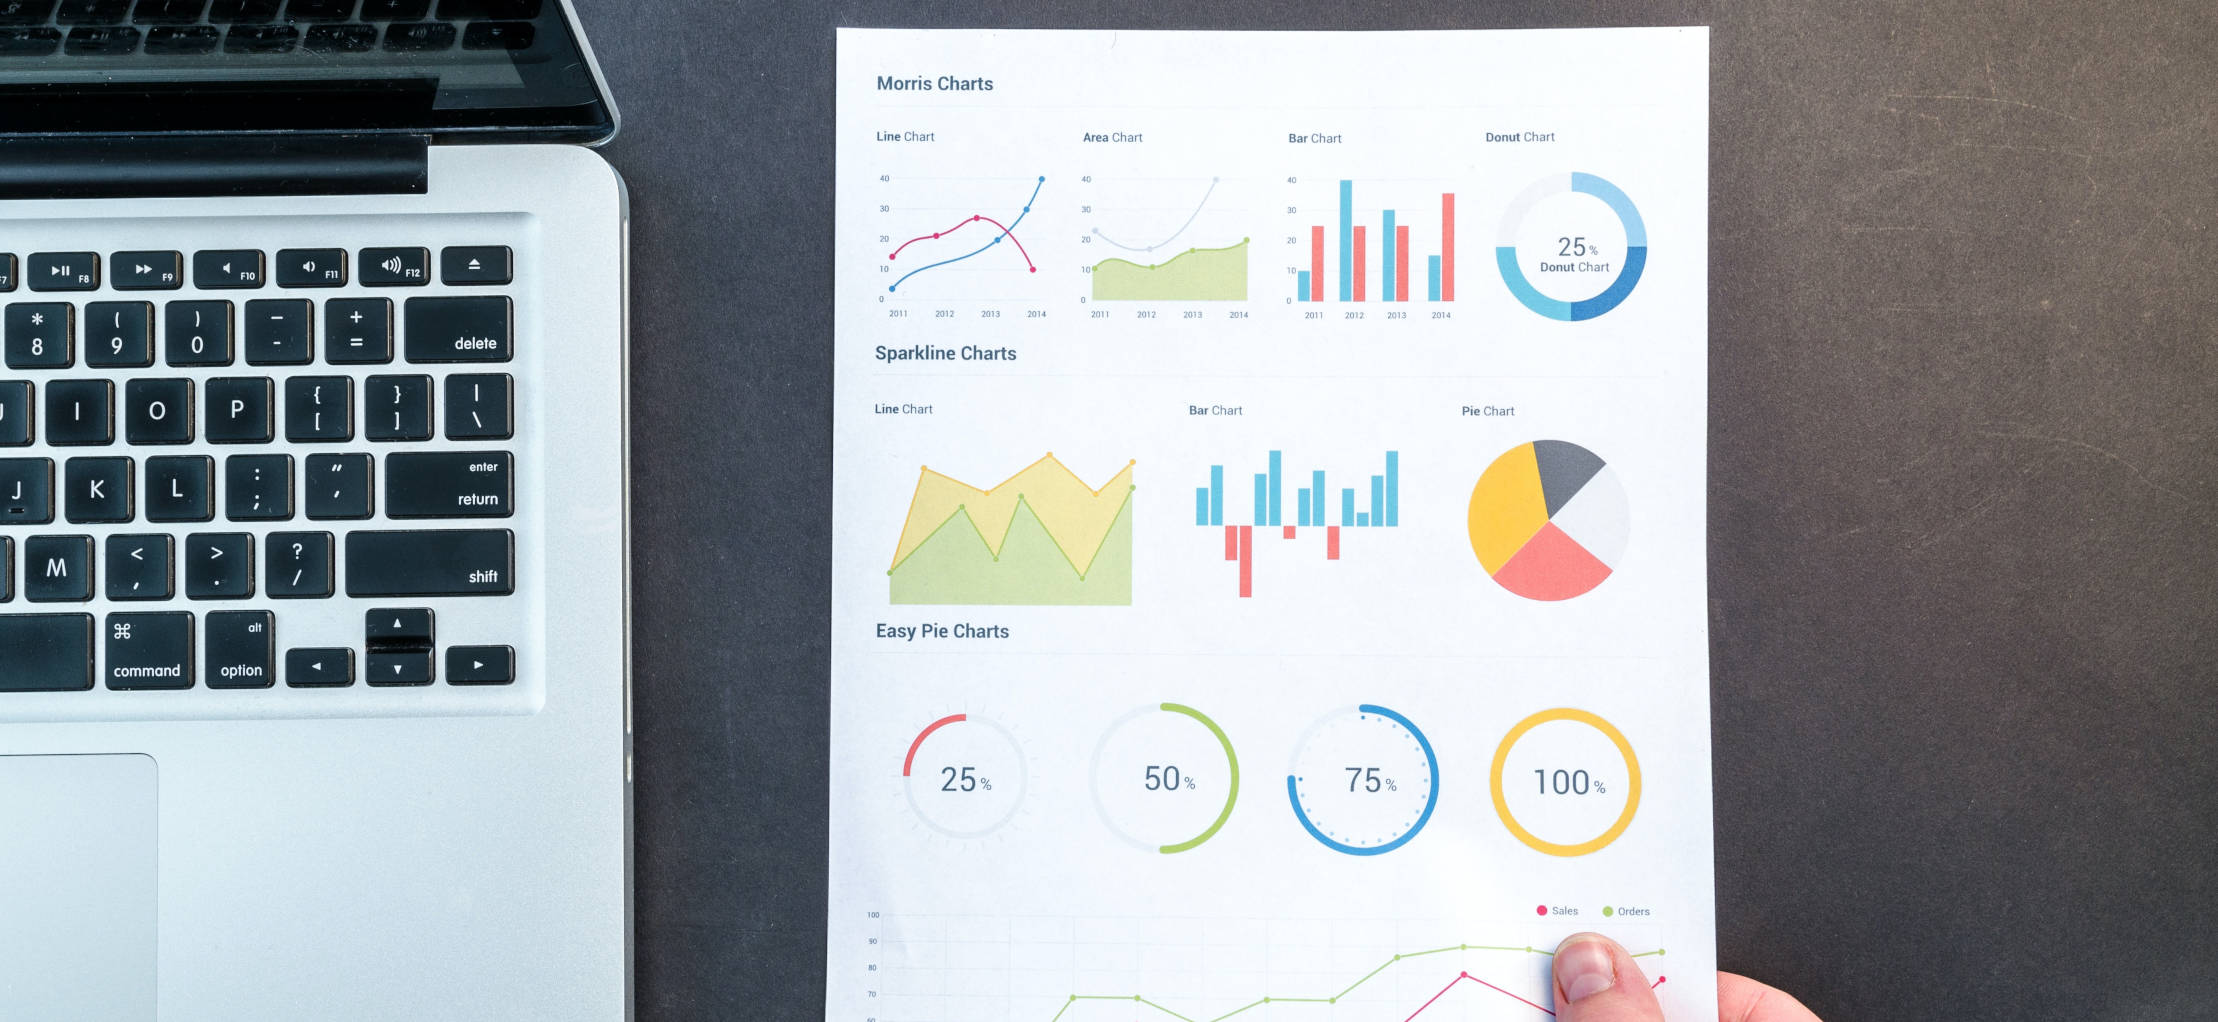 F7
F8
F9
F10
F11
F12
*
8
(
9
)
0
–
-
+
=
delete
I
O
P
{
[
}
]
|
\
J
K
L
:
;
"
'
enter
return
M
<
,
>
.
?
/
shift
⌘
command
alt
option
Morris Charts
Line Chart
Area Chart
Bar Chart
Donut Chart
40
30
20
10
0
2011 2012 2013 2014
40
30
20
10
0
2011 2012 2013 2014
40
30
20
10
0
2011 2012 2013 2014
25%
Donut Chart
Sparkline Charts
Line Chart
Bar Chart
Pie Chart
Easy Pie Charts
25%
50%
75%
100%
Sales
Orders
100
90
80
70
60